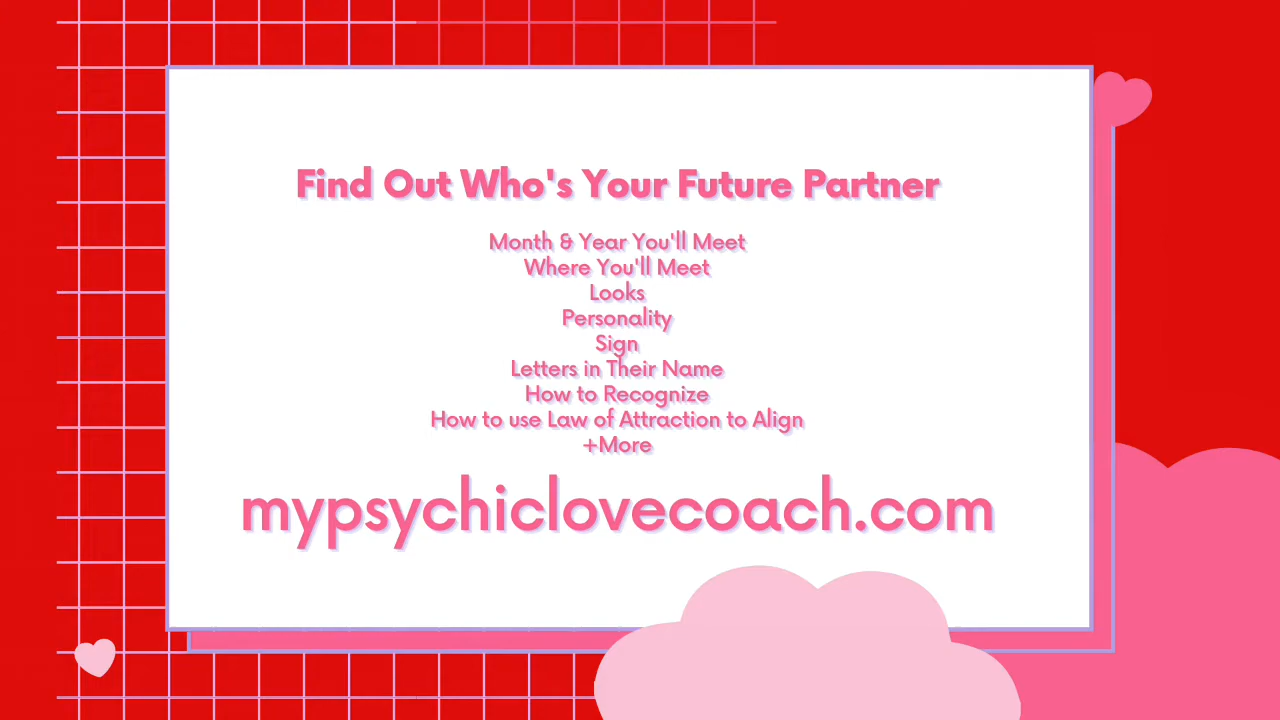 Find Out Who's Your Future Partner
Month & Year You'll Meet
Where You'll Meet
Looks
Personality
Sign
Letters in Their Name
How to Recognize
How to use Law of Attraction to Align
+More
mypsychiclovecoach.com